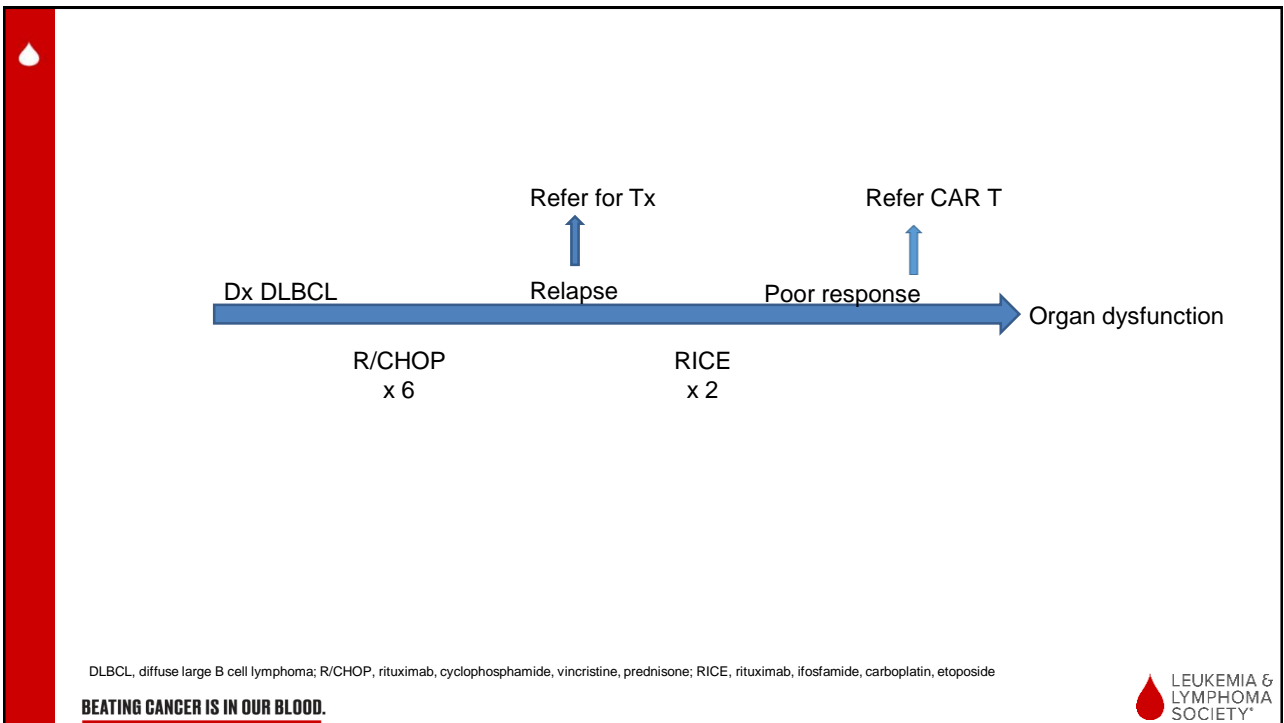 Refer for Tx
Refer CAR T
Dx DLBCL
Relapse
Poor response
Organ dysfunction
R/CHOP
x 6
RICE
x 2
DLBCL, diffuse large B cell lymphoma; R/CHOP, rituximab, cyclophosphamide, vincristine, prednisone; RICE, rituximab, ifosfamide, carboplatin, etoposide
BEATING CANCER IS IN OUR BLOOD.
LEUKEMIA &
LYMPHOMA
SOCIETY®